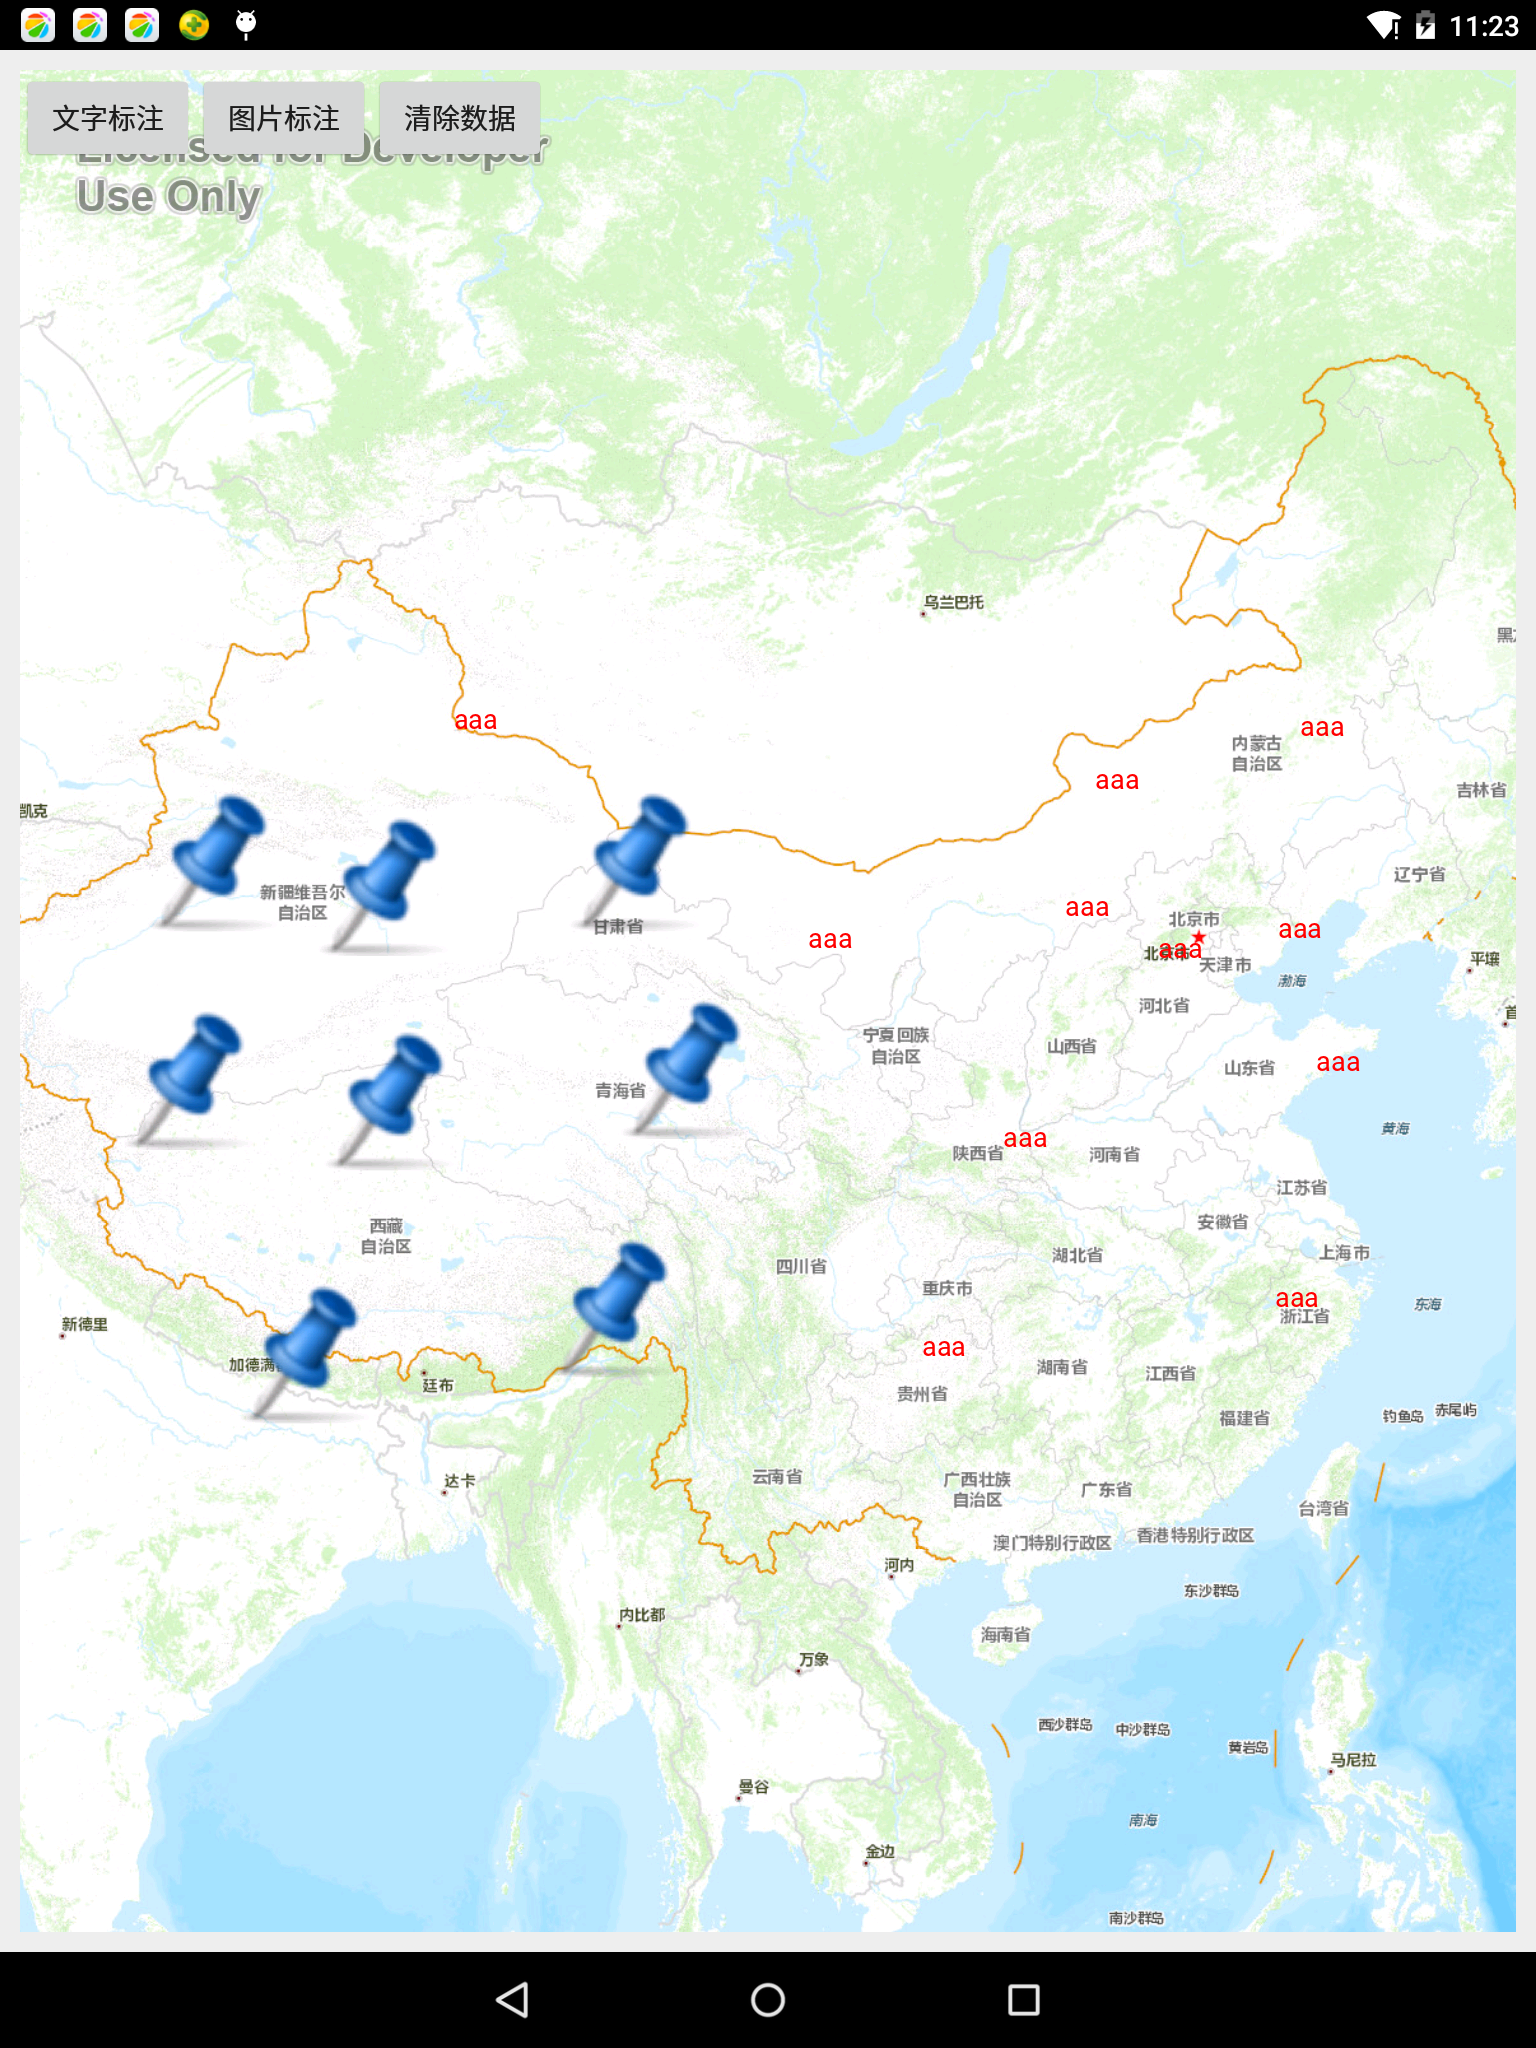 11:23
文字标注 图片标注 清除数据
Licensed for Developer
Use Only
乌兰巴托
aaa
aaa
内蒙古
自治区
aaa
吉林省
凯克
辽宁省
新疆维吾尔
自治区
甘肃省
aaa
aaa
北京市
aaa
aaa
北京市
天津市
平壤
渤海
河北省
首
宁夏回族
自治区
山西省
aaa
山东省
青海省
黄海
aaa
陕西省
河南省
江苏省
西藏
自治区
安徽省
上海市
湖北省
四川省
重庆市
aaa
东海
浙江省
新德里
aaa
加德满
湖南省
江西省
廷布
贵州省
钓鱼岛
赤尾屿
福建省
达卡
云南省
广西壮族
自治区
广东省
台湾省
澳门特别行政区
香港特别行政区
河内
东沙群岛
内比都
海南省
万象
西沙群岛
中沙群岛
黄岩岛
马尼拉
曼谷
南海
金边
南沙群岛